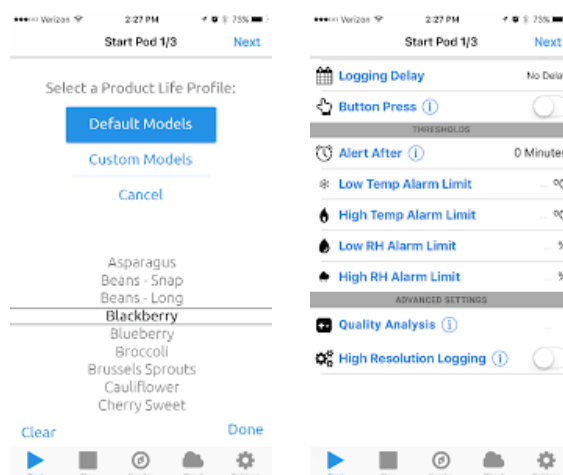 Verizon 2:27 PM 73%
Start Pod 1/3 Next
Select a Product Life Profile:
Default Models
Custom Models
Cancel
Asparagus
Beans - Snap
Beans - Long
Blackberry
Blueberry
Broccoli
Brussels Sprouts
Cauliflower
Cherry Sweet
Clear Done
Verizon 2:27 PM 73%
Start Pod 1/3 Next
Logging Delay No Dela
Button Press
THRESHOLDS
Alert After 0 Minute
Low Temp Alarm Limit
High Temp Alarm Limit
Low RH Alarm Limit
High RH Alarm Limit
ADVANCED SETTINGS
Quality Analysis
High Resolution Logging